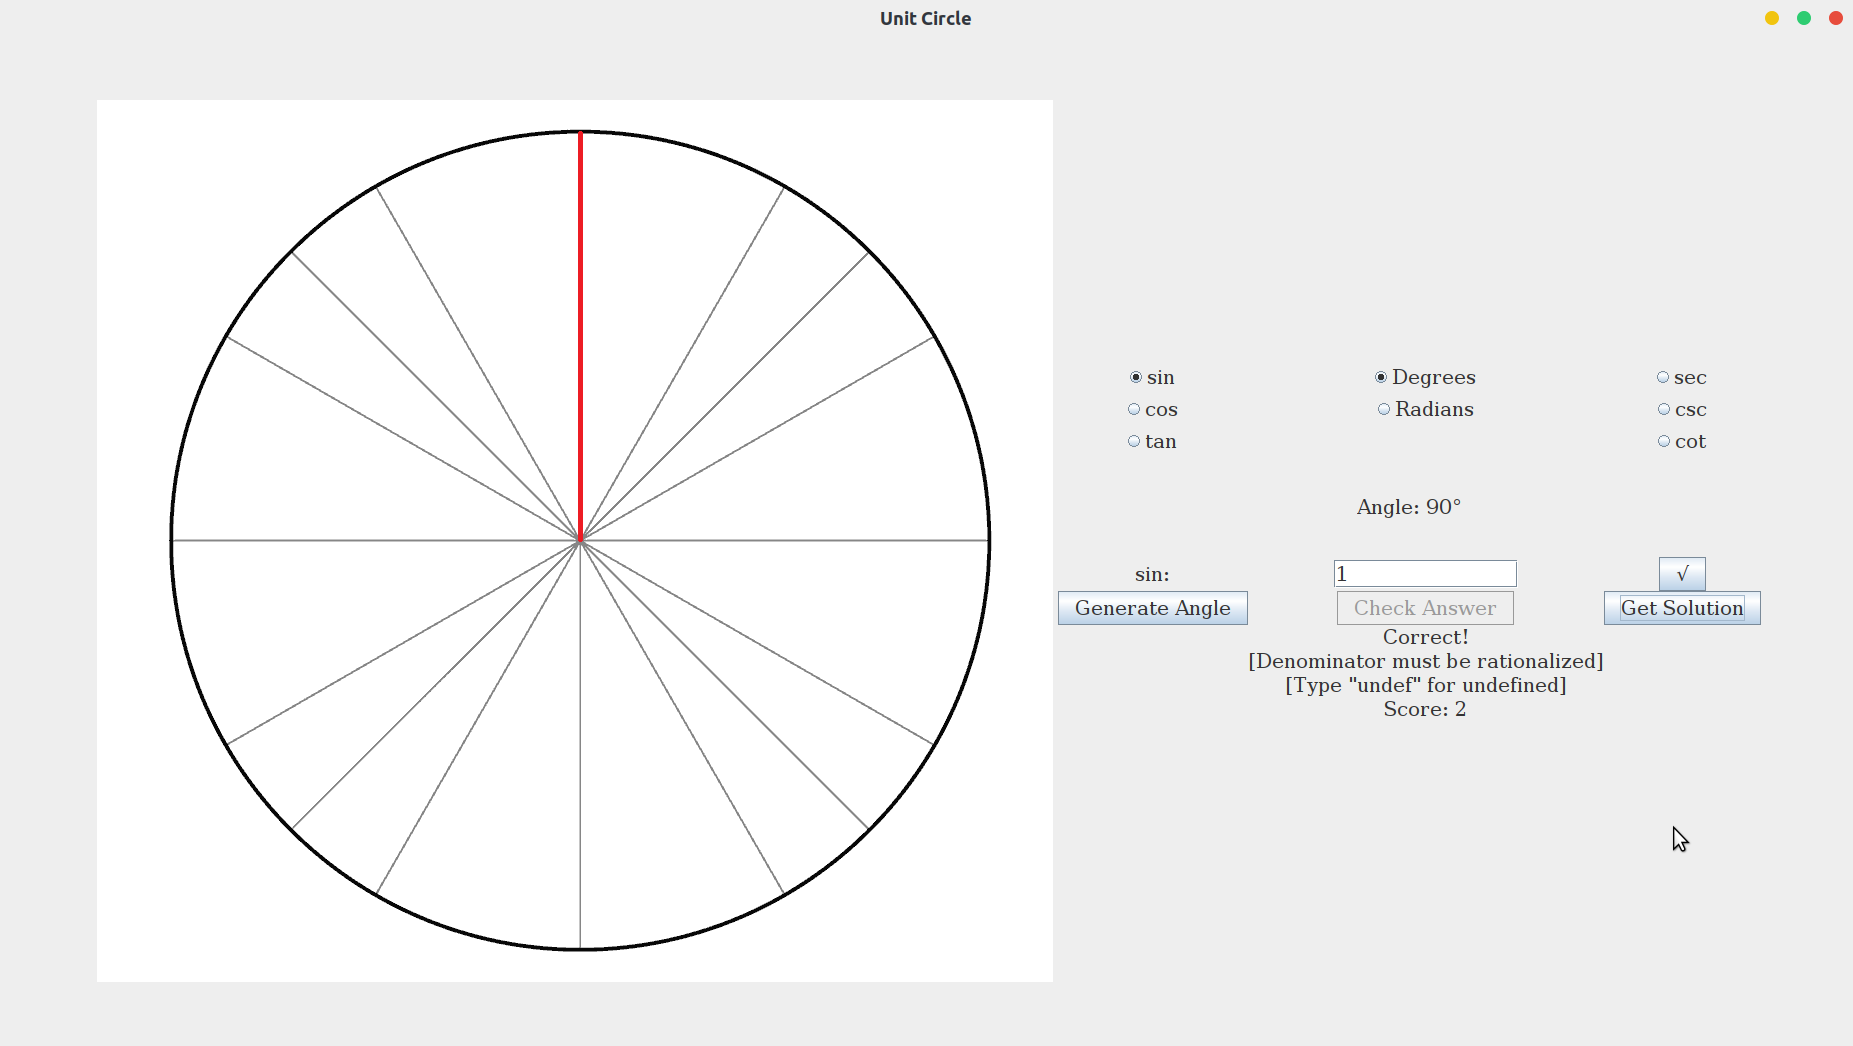 Unit Circle
sin Degrees sec
cos Radians csc
tan cot
Angle: 90°
sin: 1 √
Generate Angle Check Answer Get Solution
Correct!
[Denominator must be rationalized]
[Type "undef" for undefined]
Score: 2